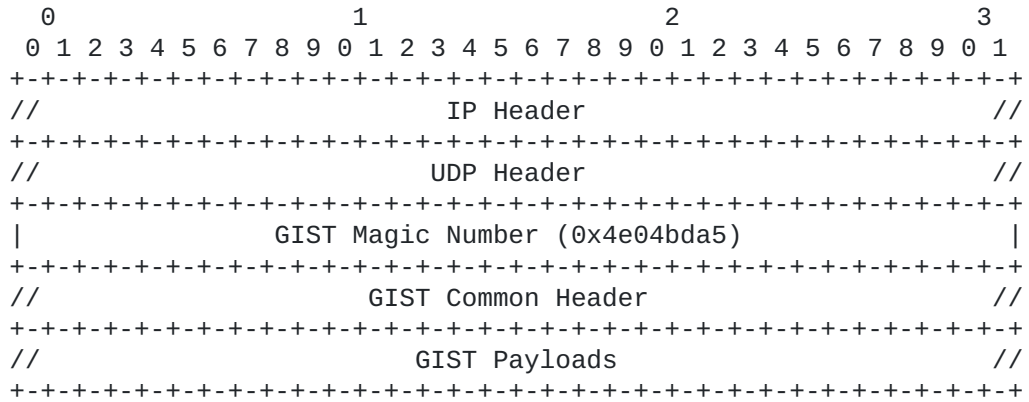 0                   1                   2                   3
 0 1 2 3 4 5 6 7 8 9 0 1 2 3 4 5 6 7 8 9 0 1 2 3 4 5 6 7 8 9 0 1
+-+-+-+-+-+-+-+-+-+-+-+-+-+-+-+-+-+-+-+-+-+-+-+-+-+-+-+-+-+-+-+-+
//                          IP Header                          //
+-+-+-+-+-+-+-+-+-+-+-+-+-+-+-+-+-+-+-+-+-+-+-+-+-+-+-+-+-+-+-+-+
//                         UDP Header                          //
+-+-+-+-+-+-+-+-+-+-+-+-+-+-+-+-+-+-+-+-+-+-+-+-+-+-+-+-+-+-+-+-+
|                GIST Magic Number (0x4e04bda5)                 |
+-+-+-+-+-+-+-+-+-+-+-+-+-+-+-+-+-+-+-+-+-+-+-+-+-+-+-+-+-+-+-+-+
//                     GIST Common Header                      //
+-+-+-+-+-+-+-+-+-+-+-+-+-+-+-+-+-+-+-+-+-+-+-+-+-+-+-+-+-+-+-+-+
//                        GIST Payloads                        //
+-+-+-+-+-+-+-+-+-+-+-+-+-+-+-+-+-+-+-+-+-+-+-+-+-+-+-+-+-+-+-+-+